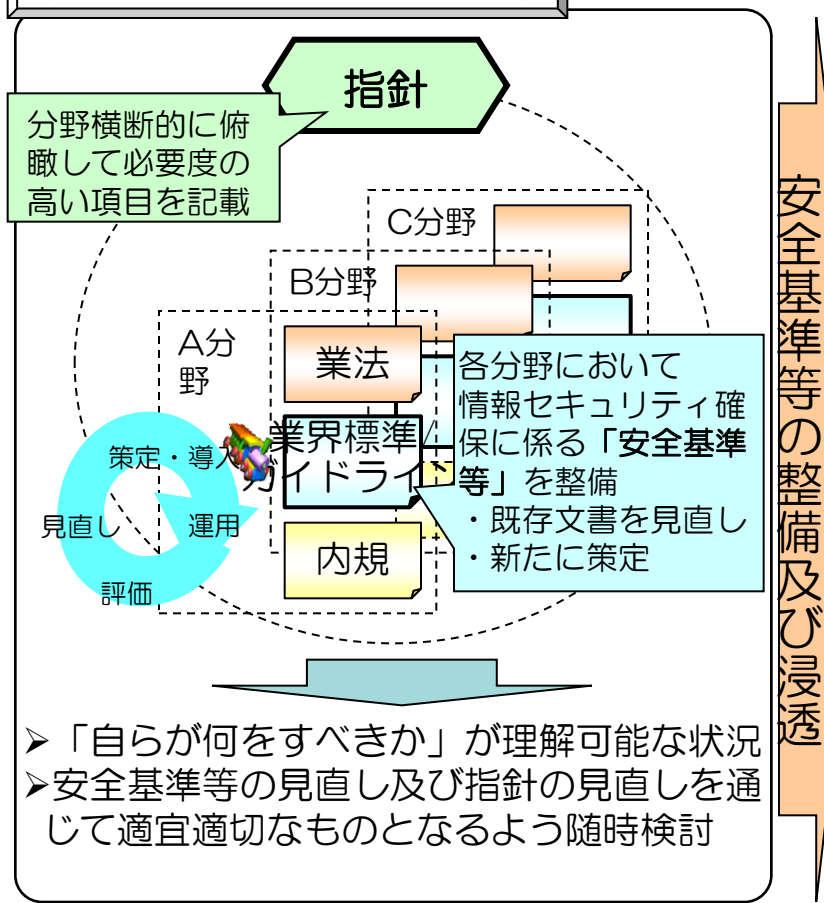 指針
分野横断的に俯
瞰して必要度の
高い項目を記載
C分野
B分野
A分
野
業法
業界標準
ガイドライ
内規
各分野において
情報セキュリティ確
保に係る「安全基準
等」を整備
・既存文書を見直し
・新たに策定
策定・導入
見直し
運用
評価
➢「自らが何をすべきか」が理解可能な状況
➢安全基準等の見直し及び指針の見直しを通
じて適宜適切なものとなるよう随時検討
安全基準等の整備及び浸透